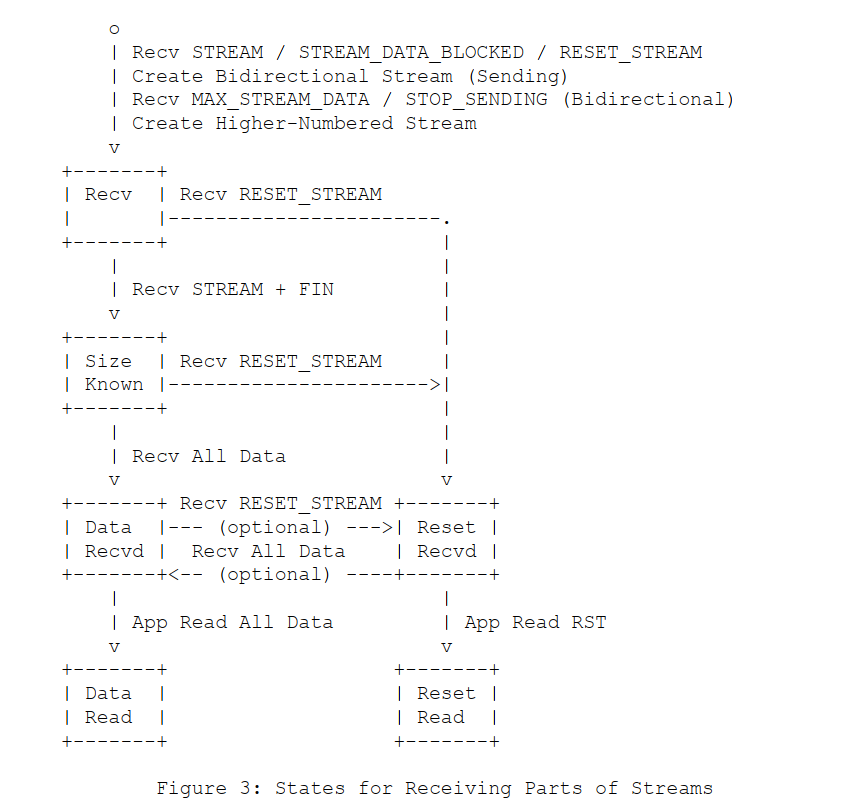 o
| Recv STREAM / STREAM_DATA_BLOCKED / RESET_STREAM
| Create Bidirectional Stream (Sending)
| Recv MAX_STREAM_DATA / STOP_SENDING (Bidirectional)
| Create Higher-Numbered Stream
v
+-------+
| Recv  | Recv RESET_STREAM
|       |-----------------------.
+-------+                       |
    |                           |
    | Recv STREAM + FIN         |
    v                           |
+-------+                       |
| Size  | Recv RESET_STREAM     |
| Known |---------------------->|
+-------+                       |
    |                           |
    | Recv All Data             |
    v                           v
+-------+ Recv RESET_STREAM +-------+
| Data  |--- (optional) --->| Reset |
| Recvd |  Recv All Data    | Recvd |
+-------+<-- (optional) ----+-------+
    |                           |
    | App Read All Data         | App Read RST
    v                           v
+-------+                   +-------+
| Data  |                   | Reset |
| Read  |                   | Read  |
+-------+                   +-------+
Figure 3: States for Receiving Parts of Streams